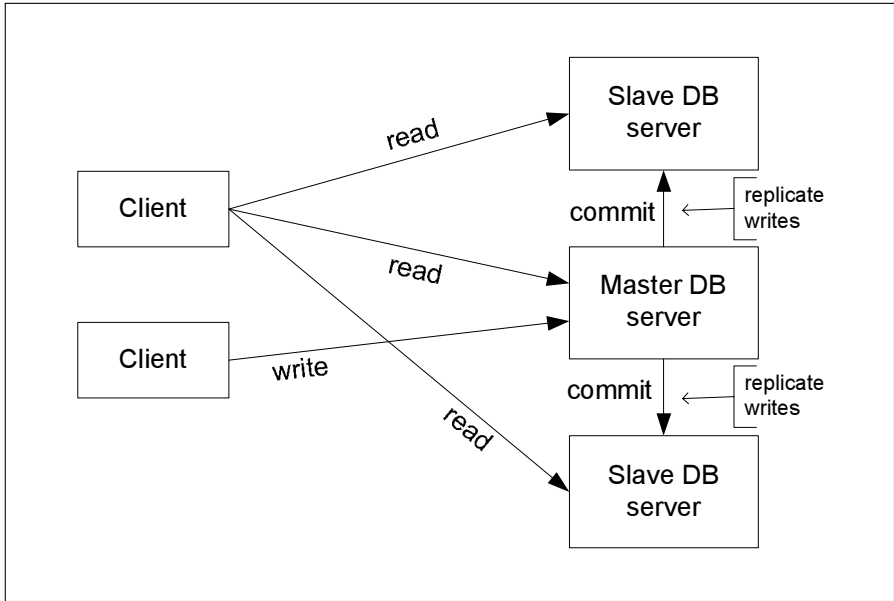 Slave DB
server
read
Client
commit
replicate
writes
read
Master DB
server
Client
write
commit
replicate
writes
read
Slave DB
server